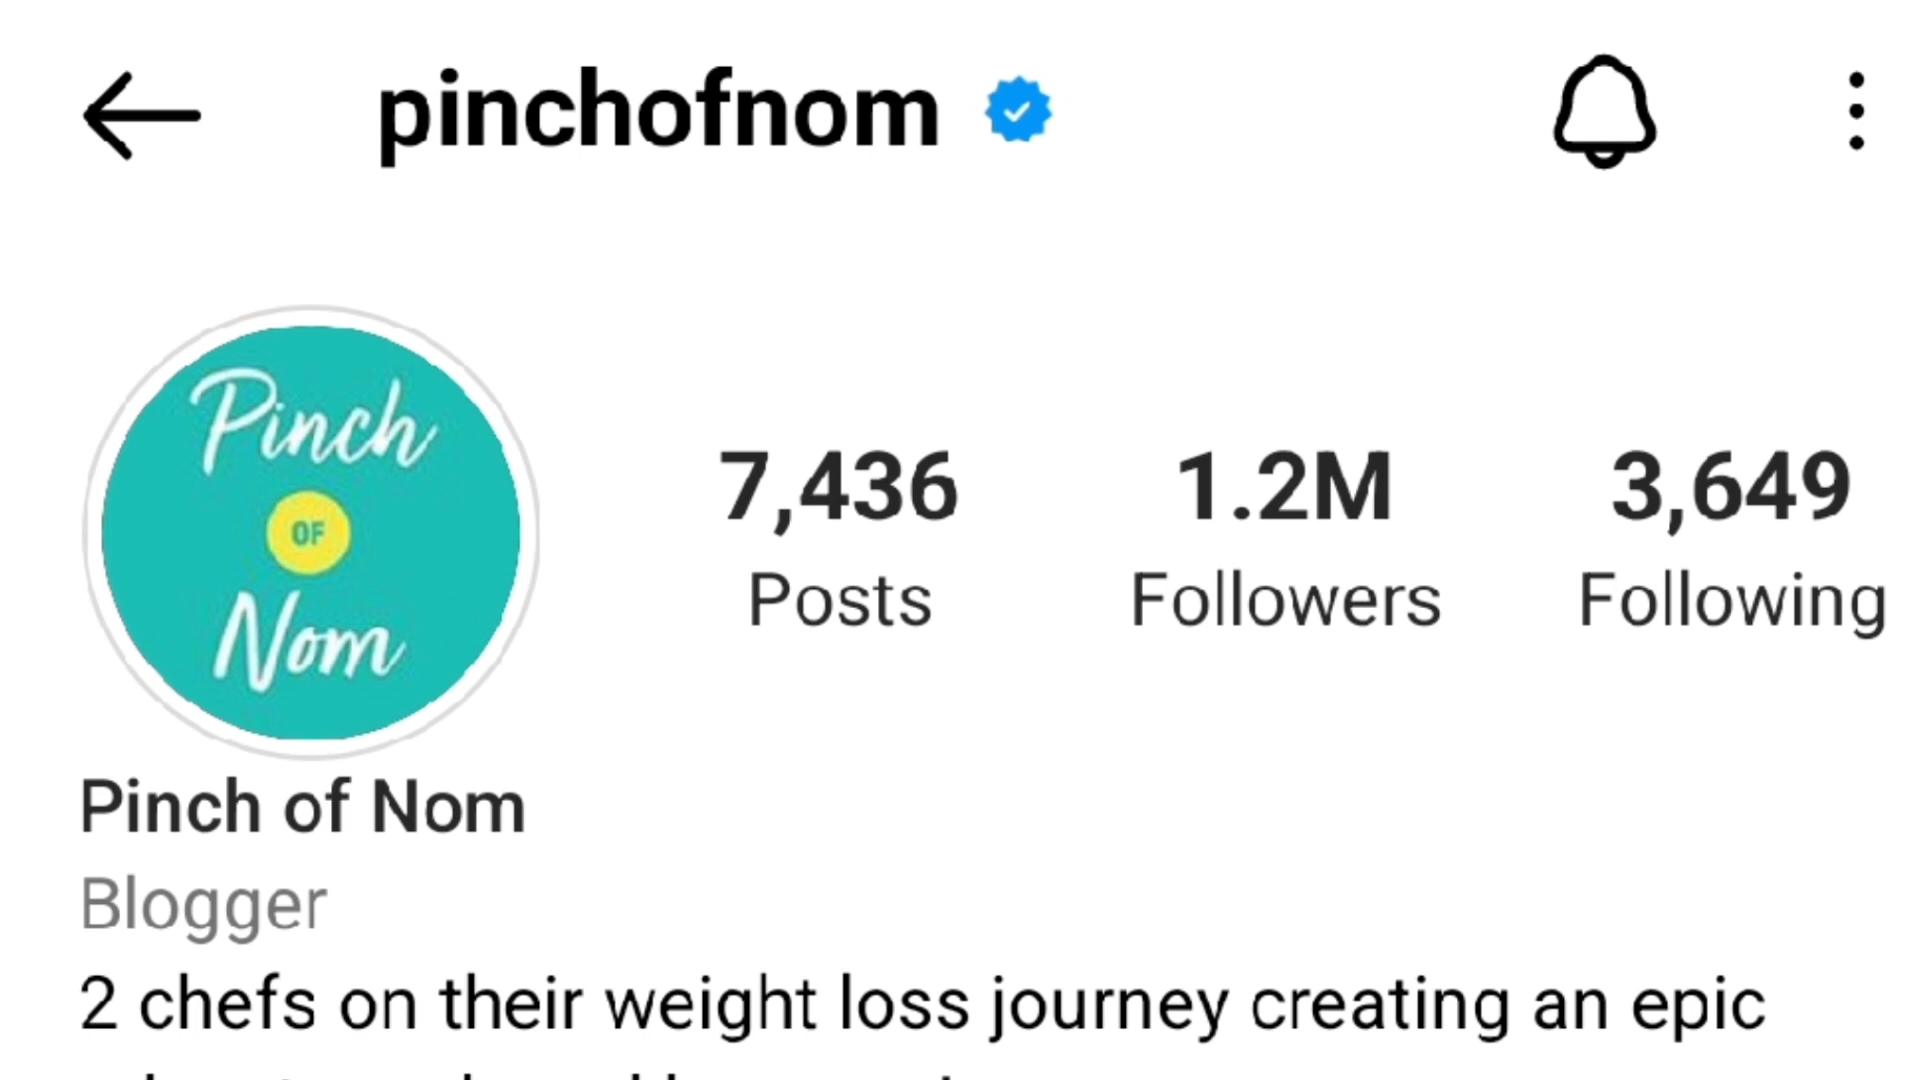 pinchofnom
Pinch
OF
Nom
7,436
1.2M
3,649
Posts
Followers
Following
Pinch of Nom
Blogger
2 chefs on their weight loss journey creating an epic